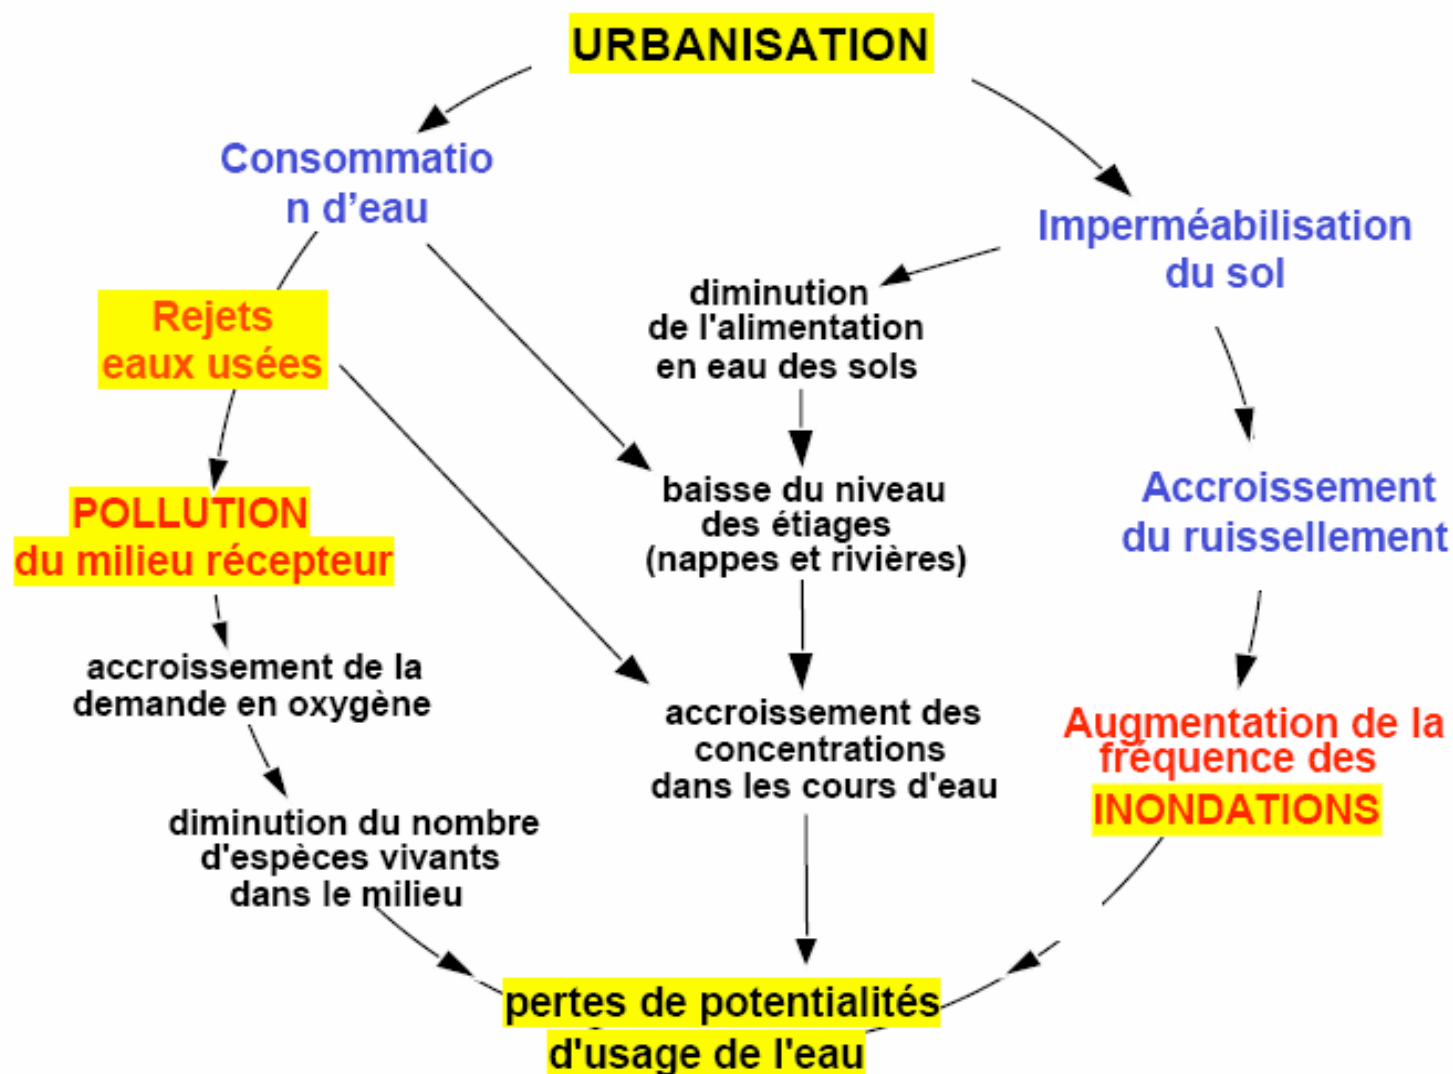 URBANISATION
Consommatio
n d’eau
Imperméabilisation
du sol
Rejets
eaux usées
diminution
de l'alimentation
en eau des sols
POLLUTION
du milieu récepteur
baisse du niveau
des étiages
(nappes et rivières)
Accroissement
du ruissellement
accroissement de la
demande en oxygène
accroissement des
concentrations
dans les cours d'eau
Augmentation de la
fréquence des
INONDATIONS
diminution du nombre
d'espèces vivants
dans le milieu
pertes de potentialités
d'usage de l'eau